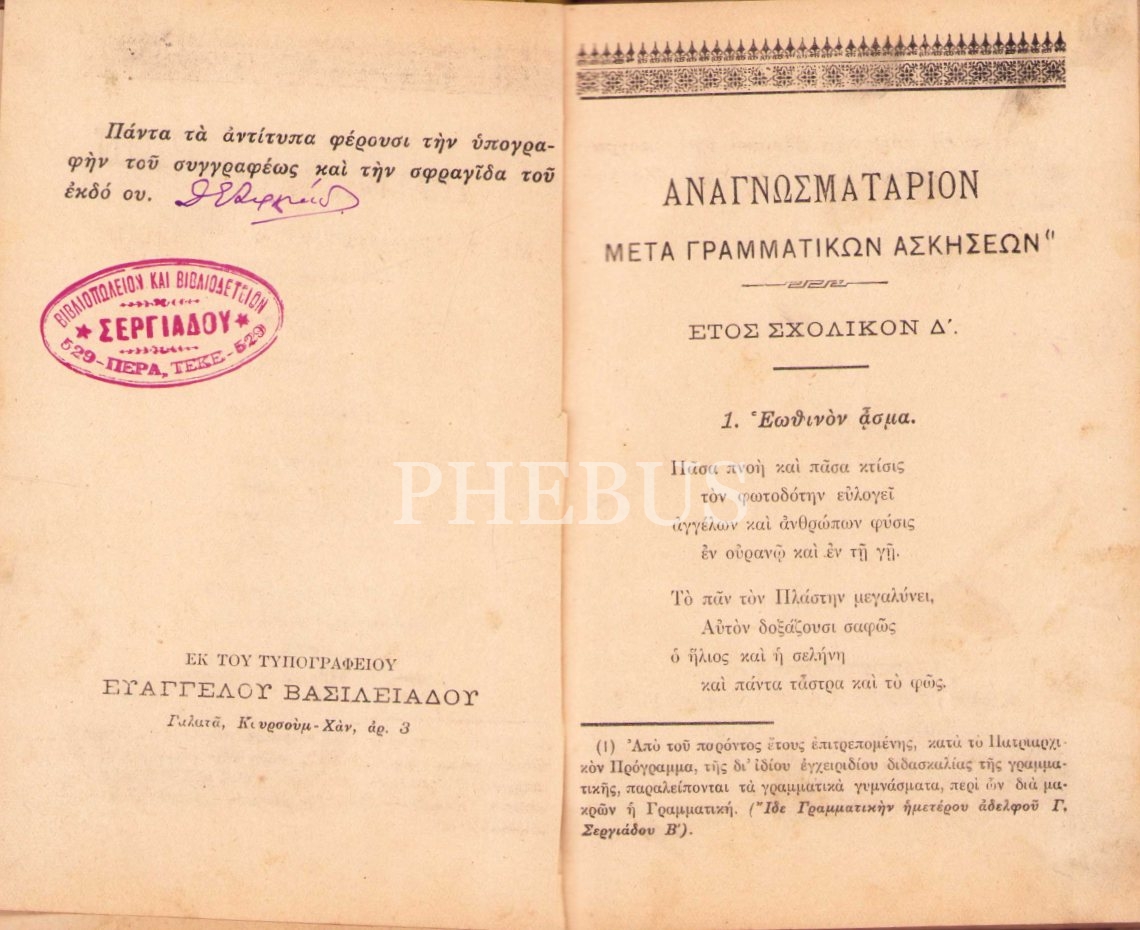 Πάντα τὰ ἀντίτυπα φέρουσι τὴν ὑπογρα-
φὴν τοῦ συγγραφέως καὶ τὴν σφραγῖδα τοῦ
ἐκδό ου.
ΒΙΒΛΙΟΠΩΛΕΙΟΝ ΚΑΙ ΒΙΒΛΙΟΔΕΤΕΙΟΝ
ΣΕΡΓΙΑΔΟΥ
529-ΠΕΡΑ, ΤΕΚΕ-529
ΕΚ ΤΟΥ ΤΥΠΟΓΡΑΦΕΙΟΥ
ΕΥΑΓΓΕΛΟΥ ΒΑΣΙΛΕΙΑΔΟΥ
Γαλατᾶ, Κιυρσοὺμ-Χὰν, ἀρ. 3
ΑΝΑΓΝΩΣΜΑΤΑΡΙΟΝ
ΜΕΤΑ ΓΡΑΜΜΑΤΙΚΩΝ ΑΣΚΗΣΕΩΝ⁽¹
ΕΤΟΣ ΣΧΟΛΙΚΟΝ Δ΄.
1. Ἑωθινὸν ᾆσμα.
Πᾶσα πνοὴ καὶ πᾶσα κτίσις
τὸν φωτοδότην εὐλογεῖ
ἀγγέλων καὶ ἀνθρώπων φύσις
ἐν οὐρανῷ καὶ ἐν τῇ γῇ.
Τὸ πᾶν τὸν Πλάστην μεγαλύνει,
Αὐτὸν δοξάζουσι σαφῶς
ὁ ἥλιος καὶ ἡ σελήνη
καὶ πάντα τἄστρα καὶ τὸ φῶς.
(1) Ἀπὸ τοῦ παρόντος ἔτους ἐπιτρεπομένης, κατὰ τὸ Πατριαρχι-
κὸν Πρόγραμμα, τῆς δι' ἰδίου ἐγχειριδίου διδασκαλίας τῆς γραμμα-
τικῆς, παραλείπονται τὰ γραμματικὰ γυμνάσματα, περὶ ὧν διὰ μα-
κρῶν ἡ Γραμματική. (Ἴδε Γραμματικὴν ἡμετέρου ἀδελφοῦ Γ.
Σεργιάδου Β').
PHEBUS